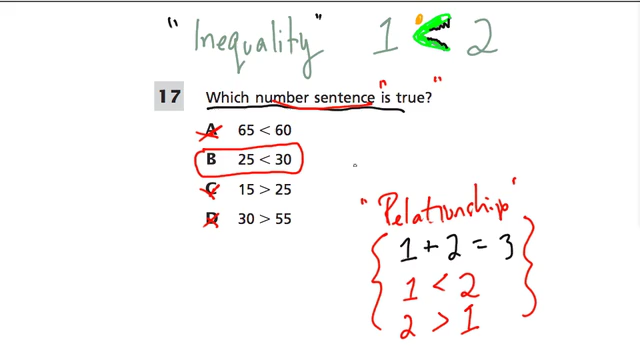 "Inequality" 1 < 2
17 Which number sentence "is true?"
A 65 < 60
B 25 < 30
C 15 > 25
D 30 > 55
"Relationship"
1 + 2 = 3
1 < 2
2 > 1